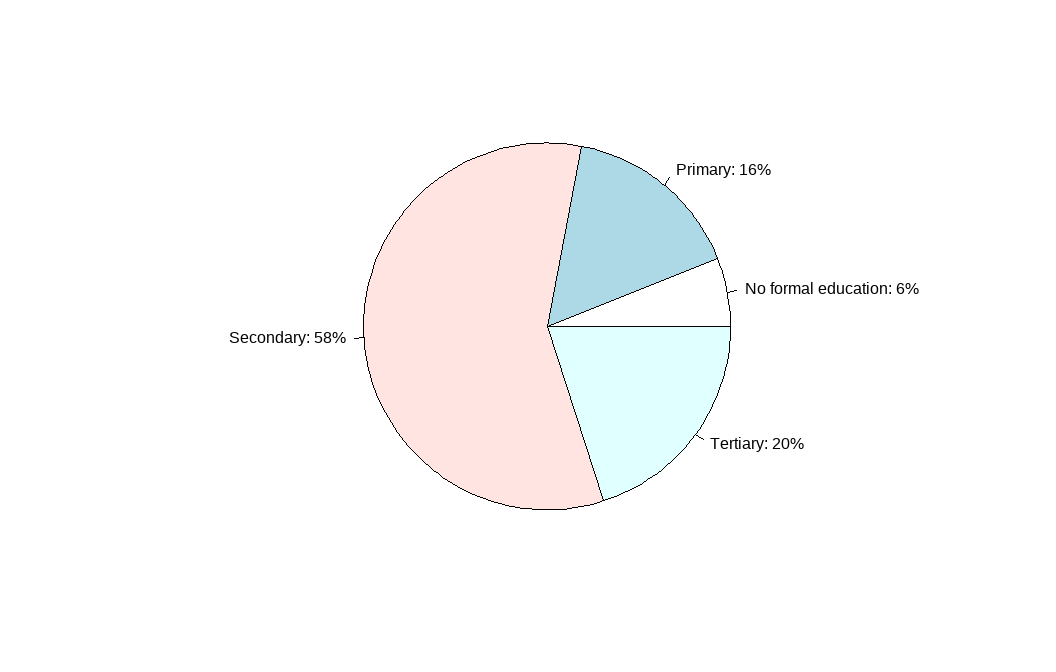 Primary: 16%
No formal education: 6%
Secondary: 58%
Tertiary: 20%